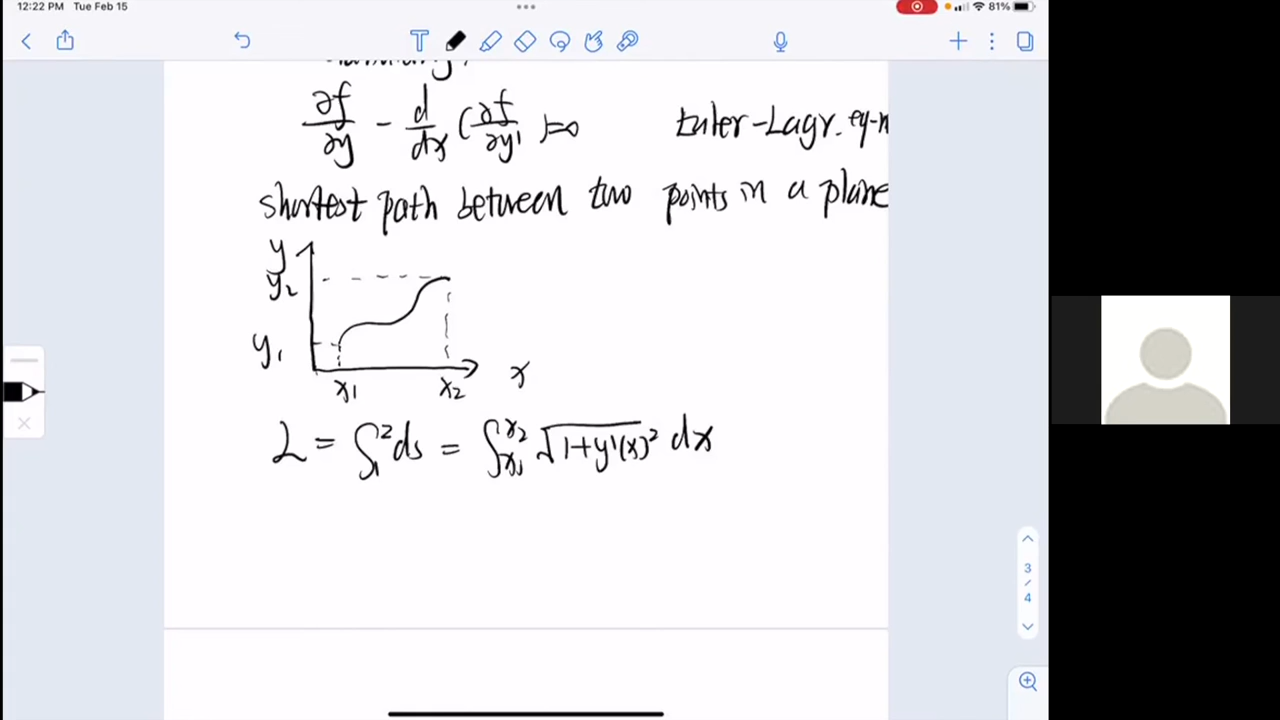 12:22 PM Tue Feb 15
81%
∂f/∂y - d/dx (∂f/∂y') = 0 Euler-Lagr. eq-n
shortest path between two points in a plane
y
y₂
y₁
x
x₁ x₂
L = ∫₁² ds = ∫_{x₁}^{x₂} √(1+y'(x)²) dx
3
/
4